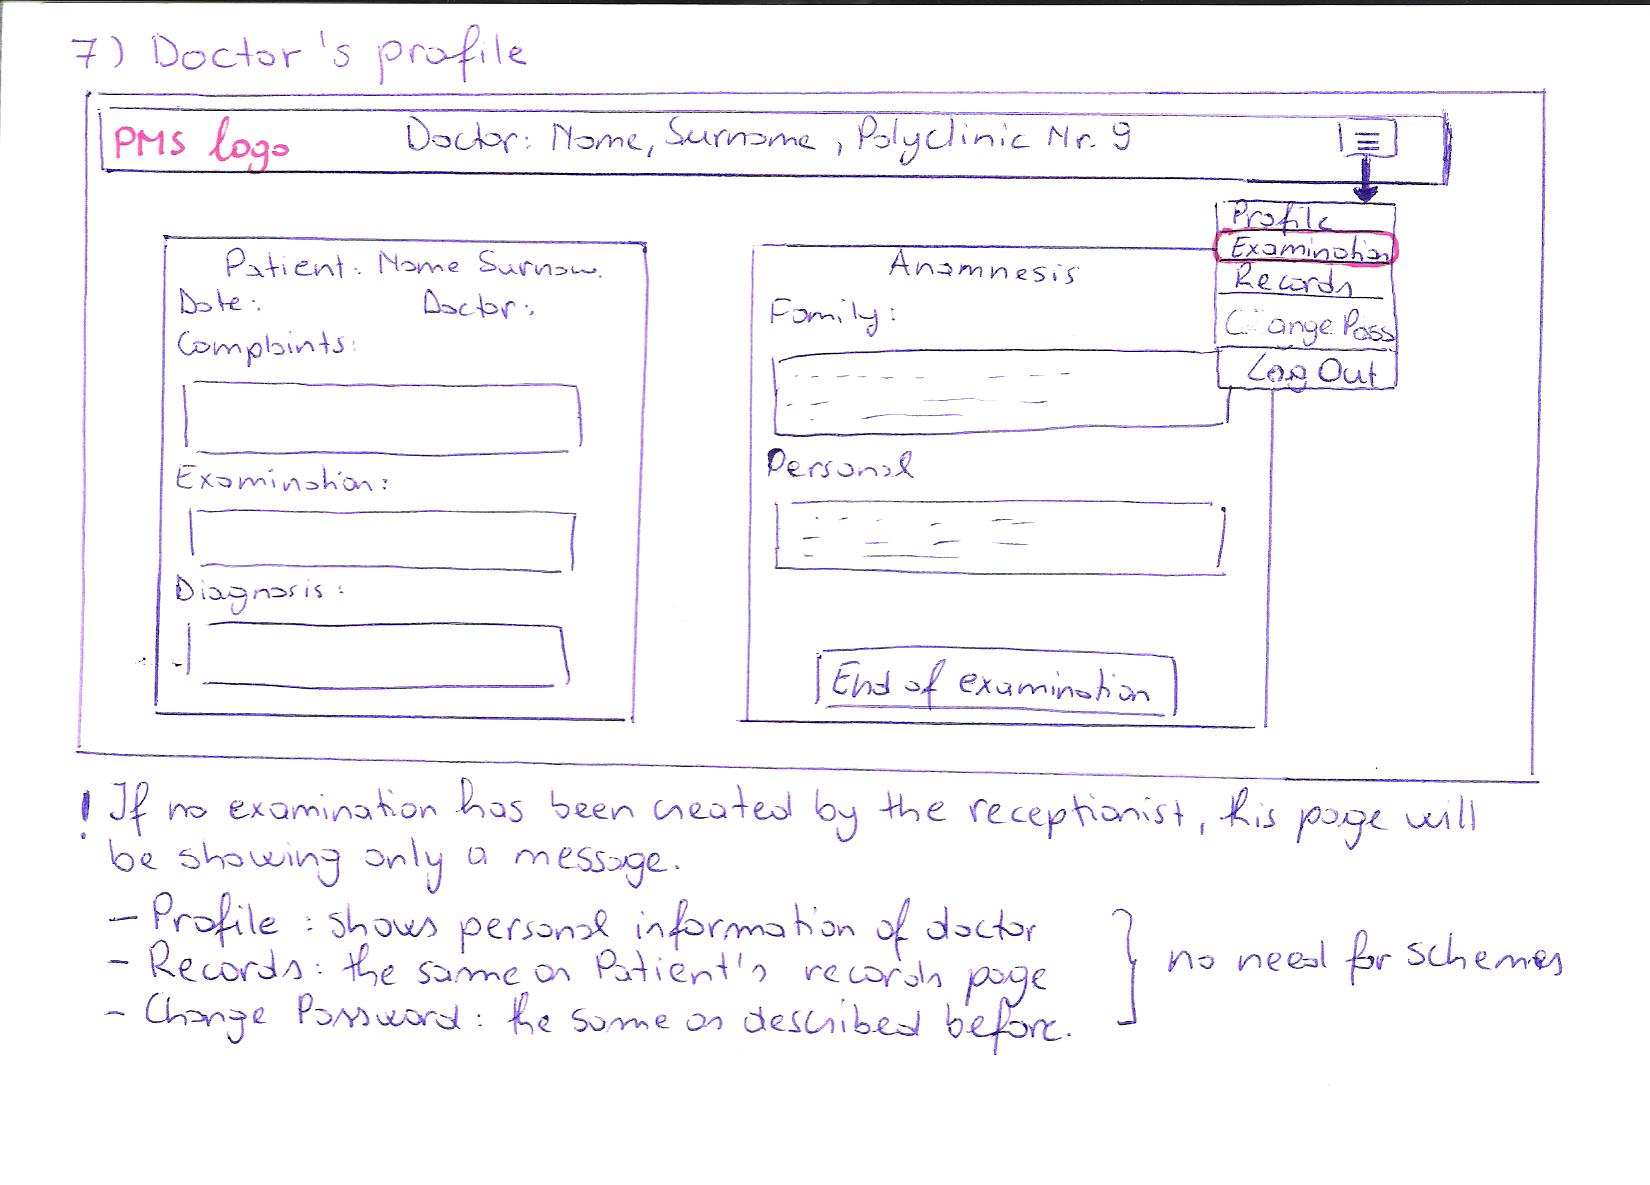 7) Doctor's profile
PMS logo
Doctor: Name, Surname, Polyclinic Nr. 9
Profile
Examination
Records
Change Pass
Log Out
Patient: Name Surnam.
Date: Doctor:
Complaints:
Examination:
Diagnosis:
Anamnesis
Family:
Personal
End of examination
! If no examination has been created by the receptionist, this page will
be showing only a message.
- Profile : shows personal information of doctor
- Records: the same as Patient's records page
- Change Password: the same as described before.
no need for schemes